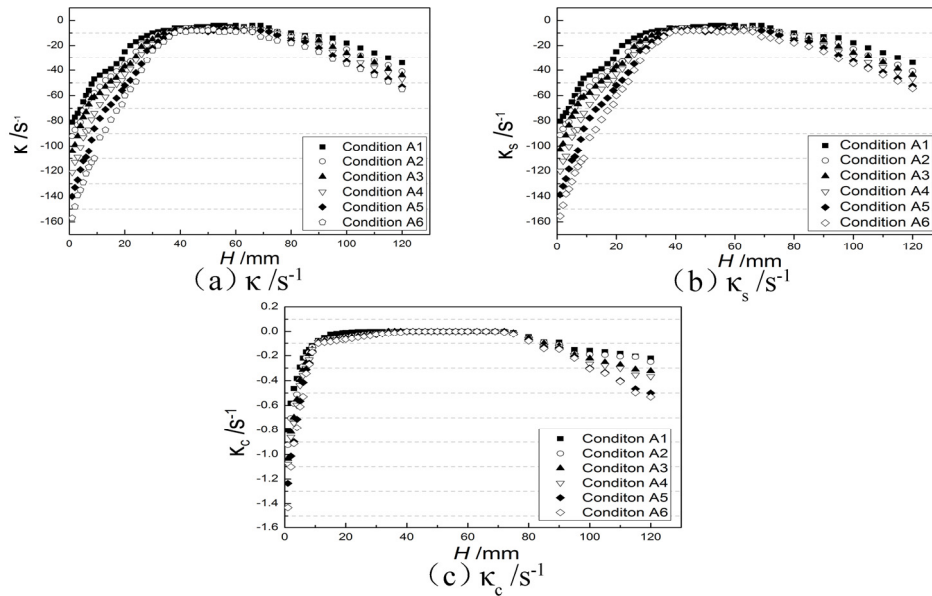 0
-20
-40
-60
-80
-100
-120
-140
-160
κ /s⁻¹
Condition A1
Condition A2
Condition A3
Condition A4
Condition A5
Condition A6
0 20 40 60 80 100 120
H /mm
（a）κ /s⁻¹
0
-20
-40
-60
-80
-100
-120
-140
-160
κs /s⁻¹
Condition A1
Condition A2
Condition A3
Condition A4
Condition A5
Condition A6
0 20 40 60 80 100 120
H /mm
（b）κs /s⁻¹
0.2
0.0
-0.2
-0.4
-0.6
-0.8
-1.0
-1.2
-1.4
-1.6
κc /s⁻¹
Conditon A1
Conditon A2
Conditon A3
Conditon A4
Conditon A5
Conditon A6
0 20 40 60 80 100 120
H /mm
（c）κc /s⁻¹